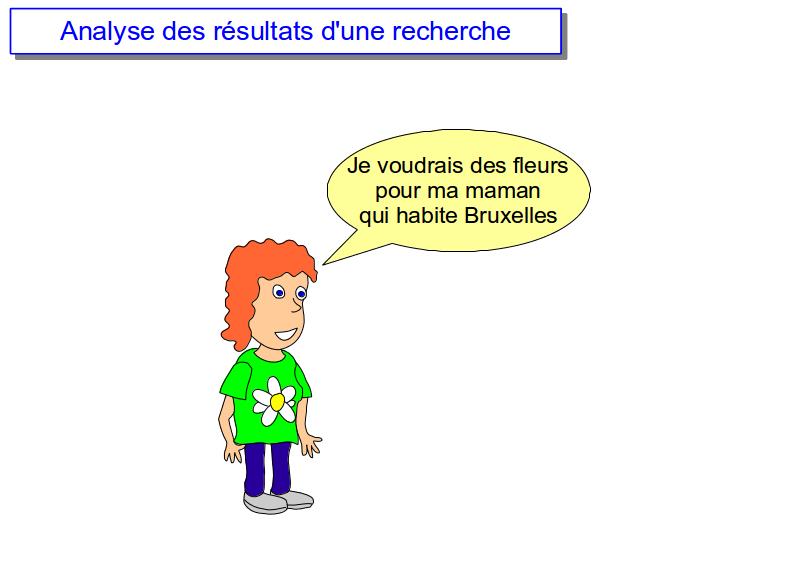 Analyse des résultats d'une recherche
Je voudrais des fleurs
pour ma maman
qui habite Bruxelles